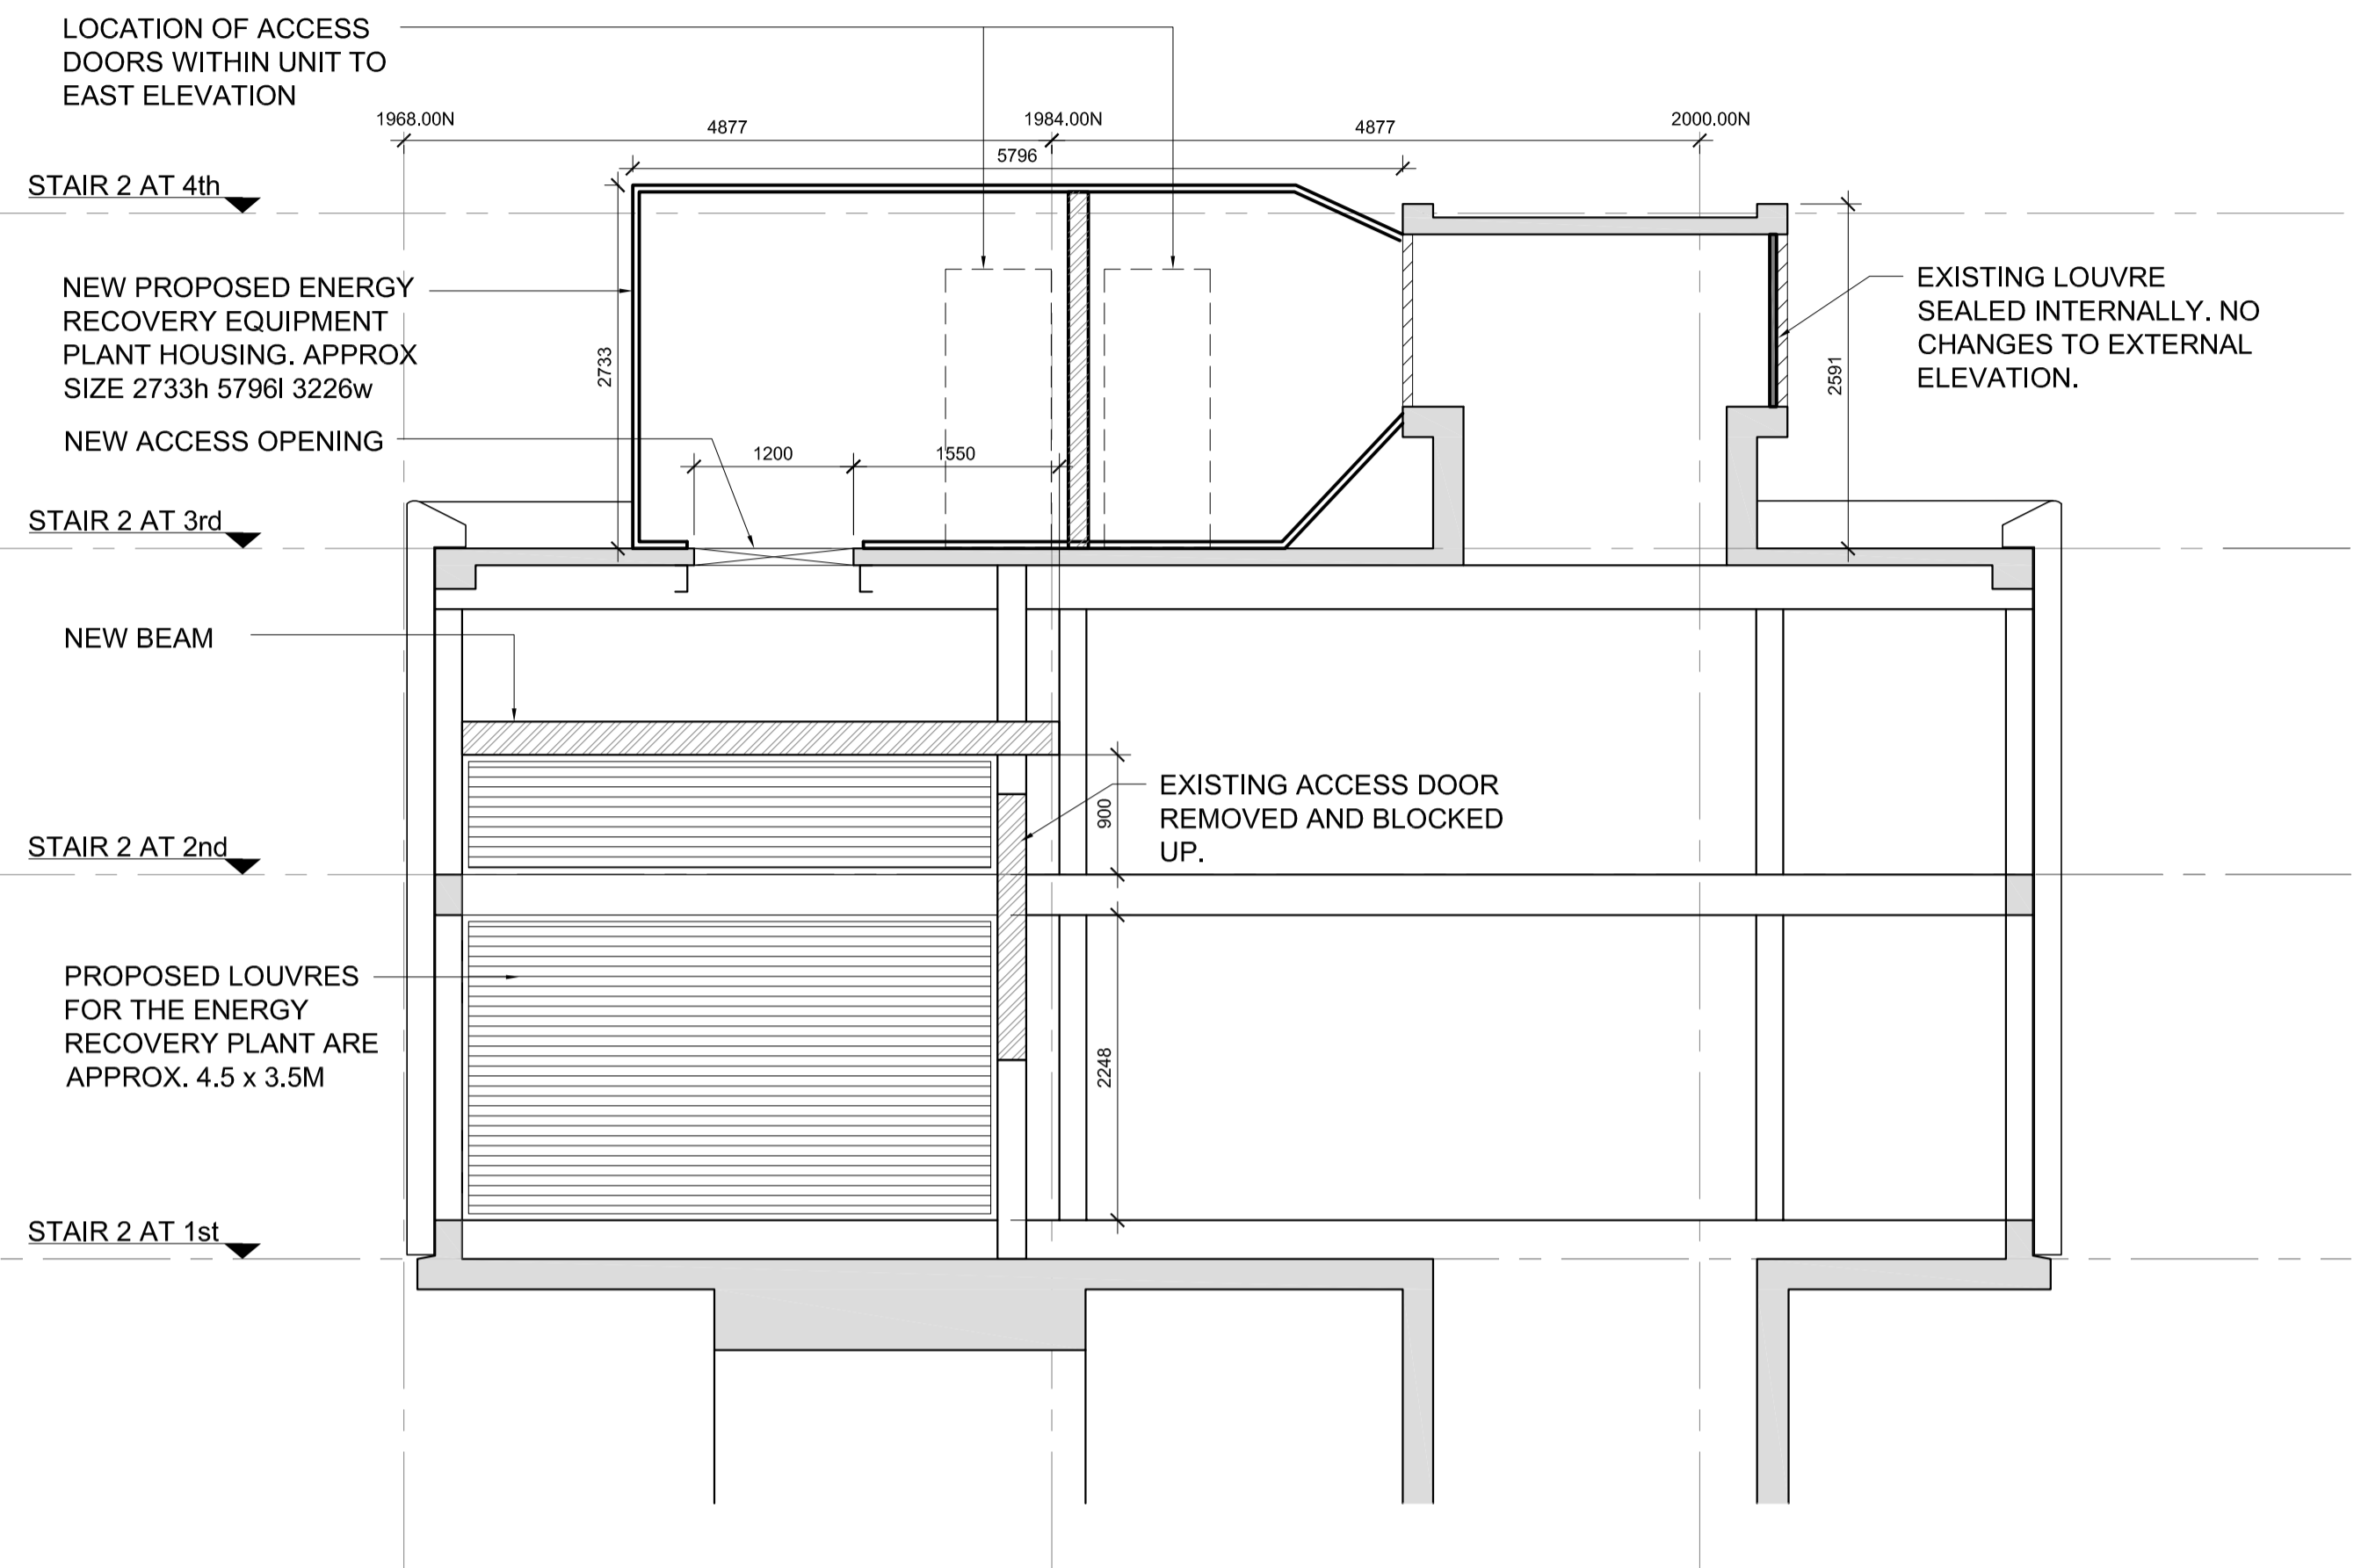 LOCATION OF ACCESS
DOORS WITHIN UNIT TO
EAST ELEVATION
1968.00N
4877
1984.00N
4877
2000.00N
5796
STAIR 2 AT 4th
NEW PROPOSED ENERGY
RECOVERY EQUIPMENT
PLANT HOUSING. APPROX
SIZE 2733h 5796l 3226w
2733
EXISTING LOUVRE
SEALED INTERNALLY. NO
CHANGES TO EXTERNAL
ELEVATION.
2591
NEW ACCESS OPENING
1200
1550
STAIR 2 AT 3rd
NEW BEAM
EXISTING ACCESS DOOR
REMOVED AND BLOCKED
UP.
900
STAIR 2 AT 2nd
PROPOSED LOUVRES
FOR THE ENERGY
RECOVERY PLANT ARE
APPROX. 4.5 x 3.5M
2248
STAIR 2 AT 1st